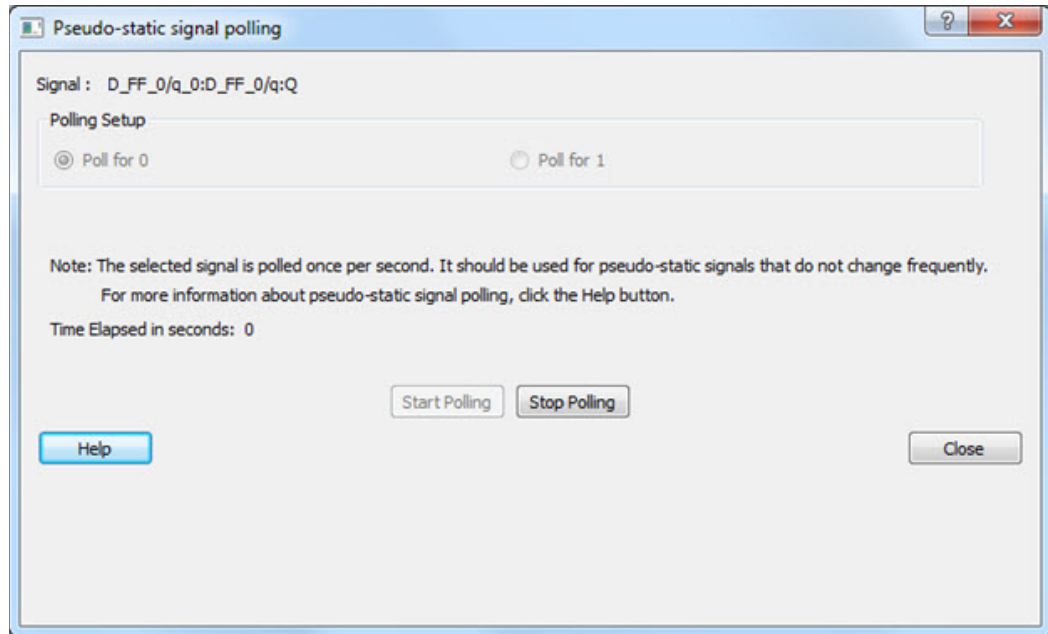 Pseudo-static signal polling
Signal : D_FF_0/q_0:D_FF_0/q:Q
Polling Setup
Poll for 0 Poll for 1
Note: The selected signal is polled once per second. It should be used for pseudo-static signals that do not change frequently.
For more information about pseudo-static signal polling, click the Help button.
Time Elapsed in seconds: 0
Start Polling Stop Polling
Help Close